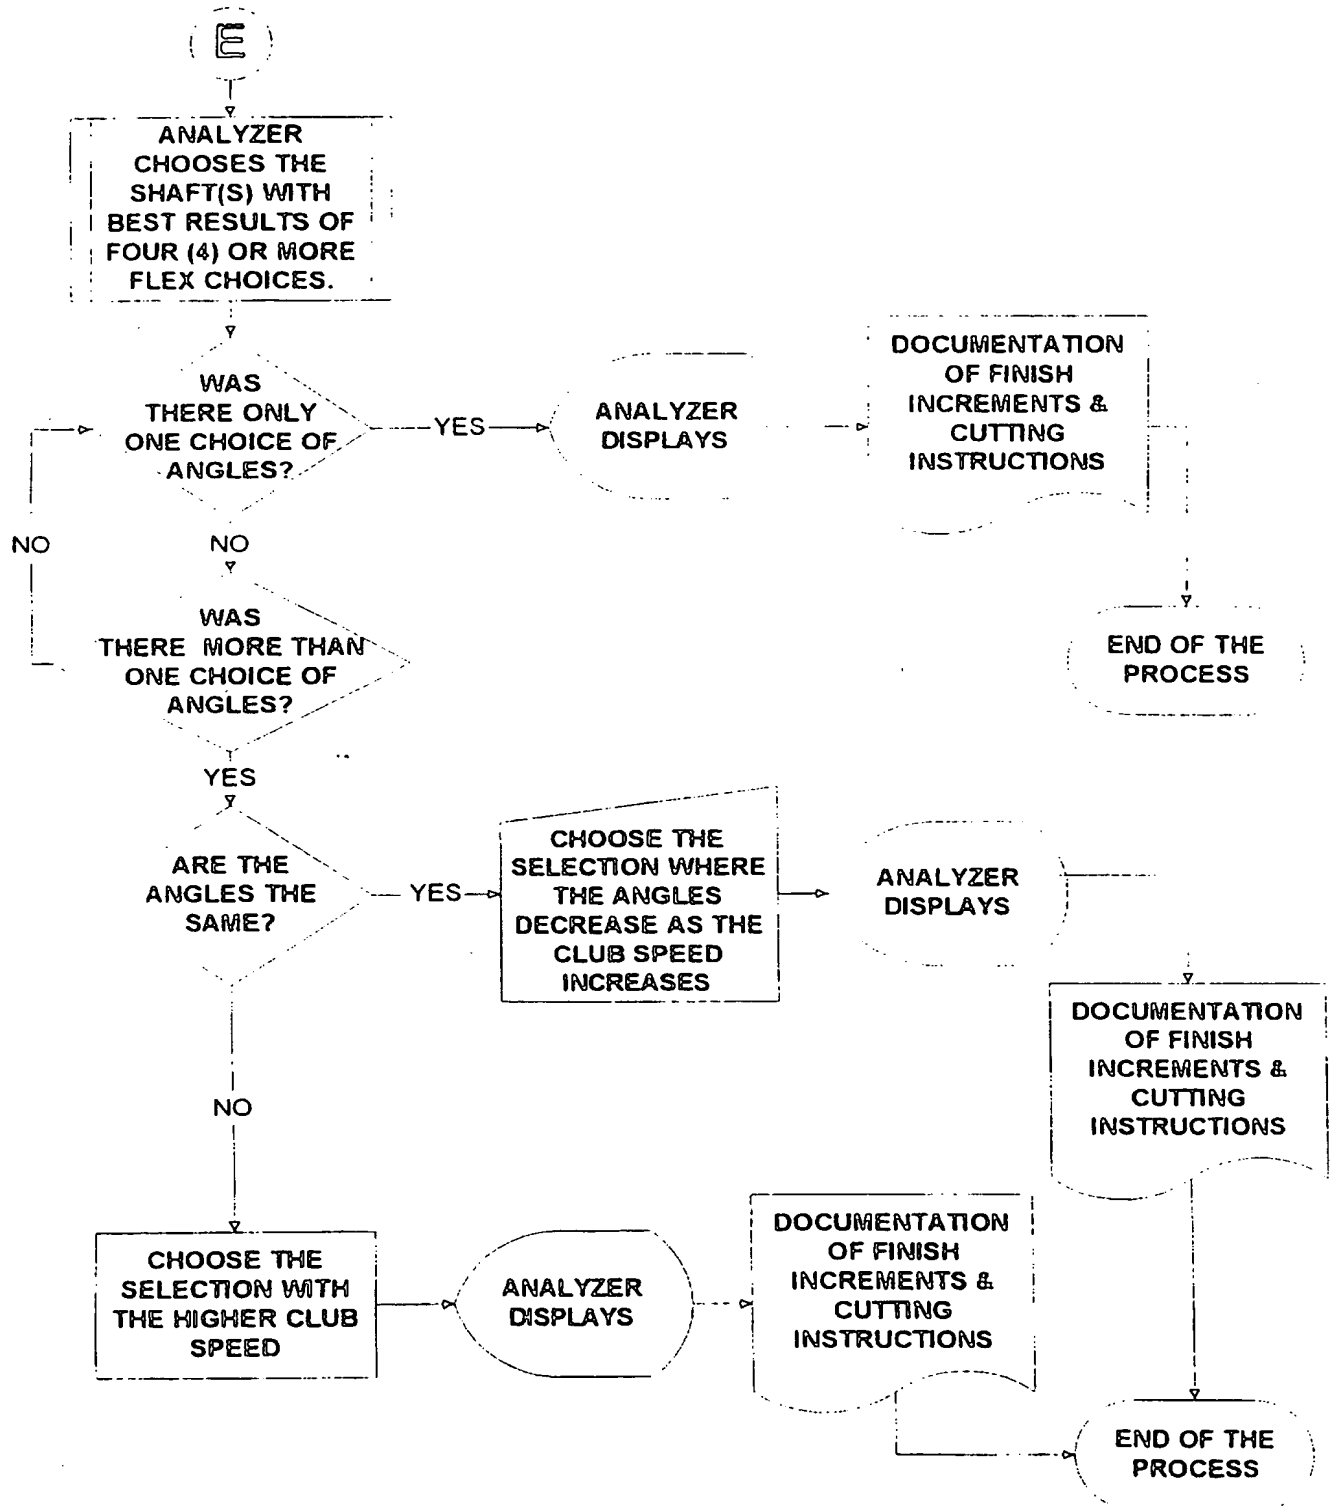 E
ANALYZER
CHOOSES THE
SHAFT(S) WITH
BEST RESULTS OF
FOUR (4) OR MORE
FLEX CHOICES.
WAS
THERE ONLY
ONE CHOICE OF
ANGLES?
YES
ANALYZER
DISPLAYS
DOCUMENTATION
OF FINISH
INCREMENTS &
CUTTING
INSTRUCTIONS
END OF THE
PROCESS
NO
NO
WAS
THERE MORE THAN
ONE CHOICE OF
ANGLES?
YES
ARE THE
ANGLES THE
SAME?
YES
CHOOSE THE
SELECTION WHERE
THE ANGLES
DECREASE AS THE
CLUB SPEED
INCREASES
ANALYZER
DISPLAYS
DOCUMENTATION
OF FINISH
INCREMENTS &
CUTTING
INSTRUCTIONS
NO
CHOOSE THE
SELECTION WITH
THE HIGHER CLUB
SPEED
ANALYZER
DISPLAYS
DOCUMENTATION
OF FINISH
INCREMENTS &
CUTTING
INSTRUCTIONS
END OF THE
PROCESS